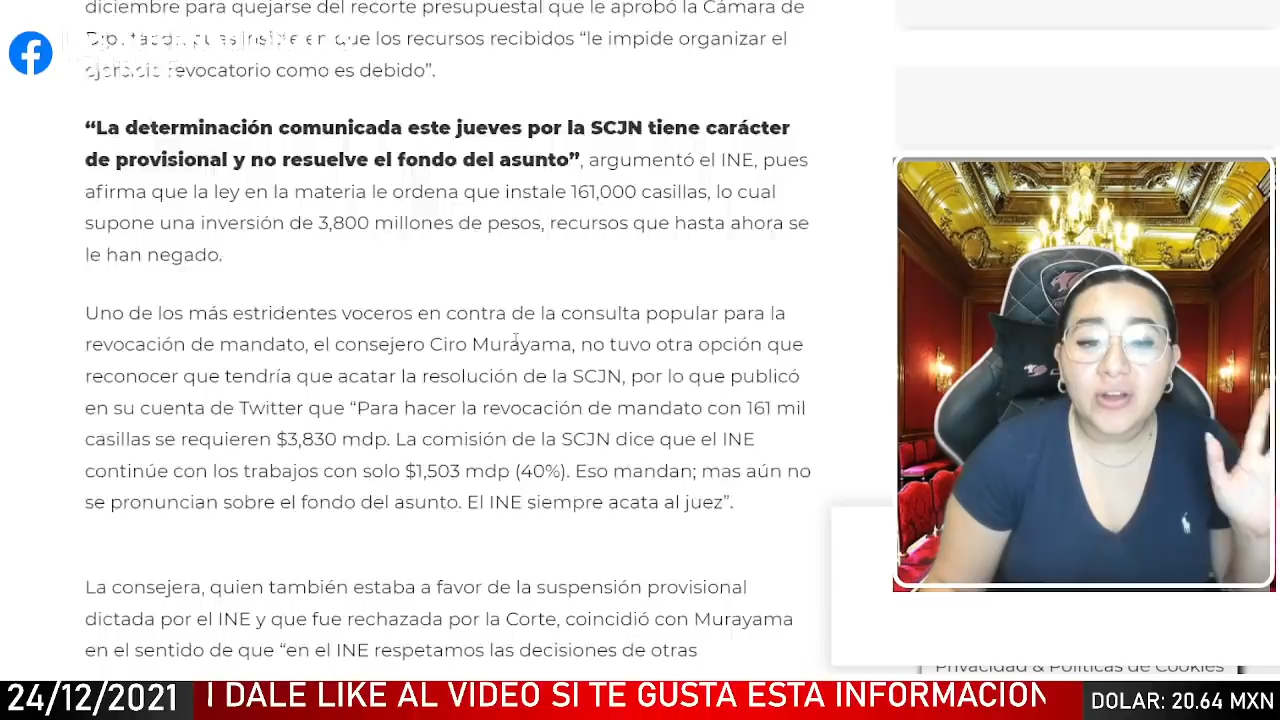 diciembre para quejarse del recorte presupuestal que le aprobó la Cámara de
que los recursos recibidos “le impide organizar el
revocatorio como es debido”.
“La determinación comunicada este jueves por la SCJN tiene carácter
de provisional y no resuelve el fondo del asunto”, argumentó el INE, pues
afirma que la ley en la materia le ordena que instale 161,000 casillas, lo cual
supone una inversión de 3,800 millones de pesos, recursos que hasta ahora se
le han negado.
Uno de los más estridentes voceros en contra de la consulta popular para la
revocación de mandato, el consejero Ciro Murayama, no tuvo otra opción que
reconocer que tendría que acatar la resolución de la SCJN, por lo que publicó
en su cuenta de Twitter que “Para hacer la revocación de mandato con 161 mil
casillas se requieren $3,830 mdp. La comisión de la SCJN dice que el INE
continúe con los trabajos con solo $1,503 mdp (40%). Eso mandan; mas aún no
se pronuncian sobre el fondo del asunto. El INE siempre acata al juez”.
La consejera, quien también estaba a favor de la suspensión provisional
dictada por el INE y que fue rechazada por la Corte, coincidió con Murayama
en el sentido de que “en el INE respetamos las decisiones de otras
Privacidad & Políticas de Cookies
24/12/2021
I DALE LIKE AL VIDEO SI TE GUSTA ESTA INFORMACION
DOLAR: 20.64 MXN